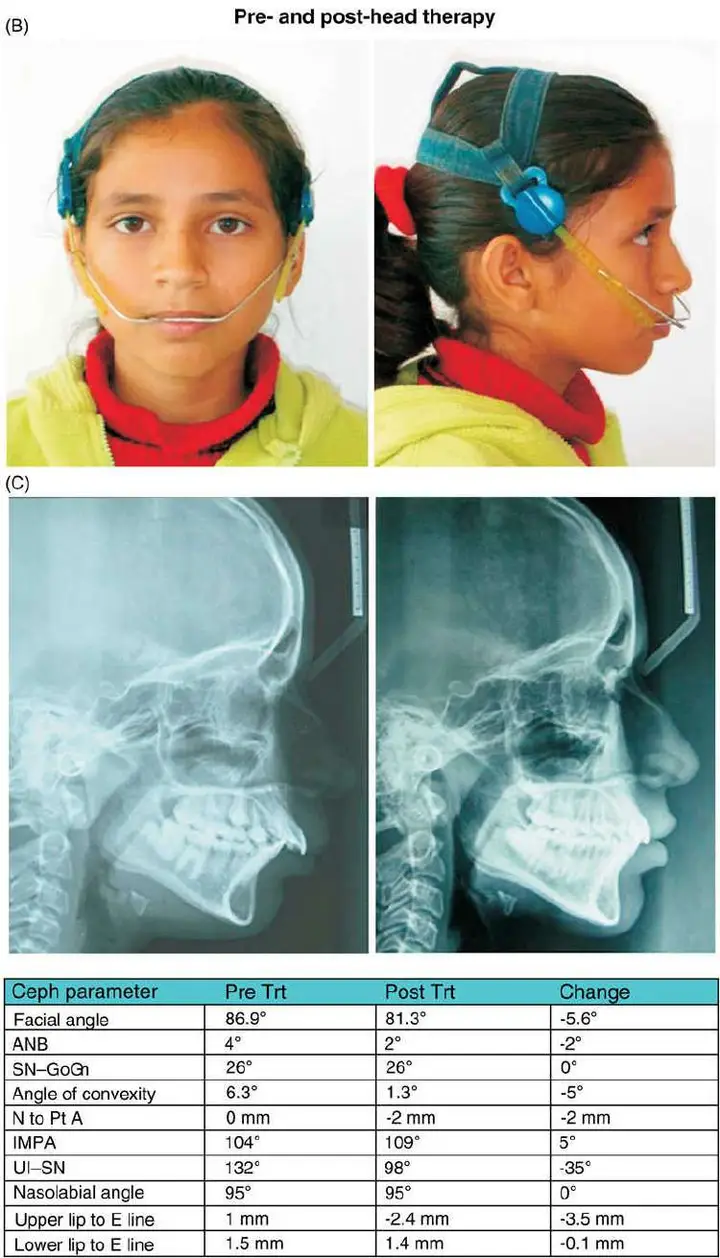 Pre- and post-head therapy
(B)
(C)
Ceph parameter Pre Trt Post Trt Change
Facial angle 86.9° 81.3° -5.6°
ANB 4° 2° -2°
SN–GoGn 26° 26° 0°
Angle of convexity 6.3° 1.3° -5°
N to Pt A 0 mm -2 mm -2 mm
IMPA 104° 109° 5°
UI–SN 132° 98° -35°
Nasolabial angle 95° 95° 0°
Upper lip to E line 1 mm -2.4 mm -3.5 mm
Lower lip to E line 1.5 mm 1.4 mm -0.1 mm